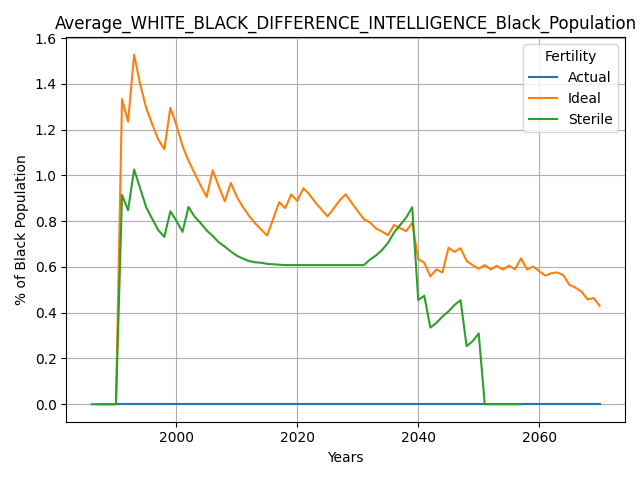 Average_WHITE_BLACK_DIFFERENCE_INTELLIGENCE_Black_Population
Fertility
Actual
Ideal
Sterile
% of Black Population
1.6
1.4
1.2
1.0
0.8
0.6
0.4
0.2
0.0
2000 2020 2040 2060
Years